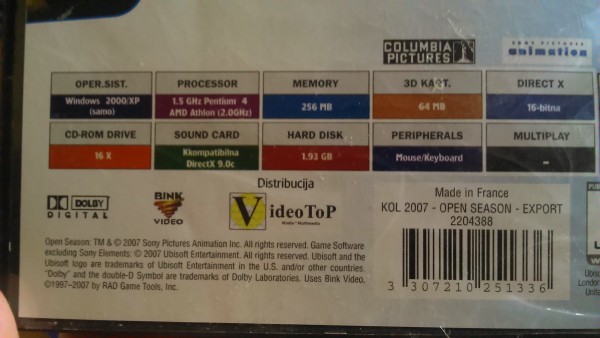 COLUMBIA
PICTURES
SONY PICTURES
animation
OPER.SIST.
Windows 2000/XP
(samo)
PROCESSOR
1.5 GHz Pentium 4
AMD Athlon (2.0GHz)
MEMORY
256 MB
3D KART.
64 MB
DIRECT X
16-bitna
CD-ROM DRIVE
16 X
SOUND CARD
Kkompatibilna
DirectX 9.0c
HARD DISK
1.93 GB
PERIPHERALS
Mouse/Keyboard
MULTIPLAY
-
DOLBY
DIGITAL
BINK
VIDEO
Distribucija
VideoToP
Studio Multimedia
Made in France
KOL 2007 - OPEN SEASON - EXPORT
2204388
3 307210 251336
Open Season: TM & © 2007 Sony Pictures Animation Inc. All rights reserved. Game Software
excluding Sony Elements: © 2007 Ubisoft Entertainment. All rights reserved. Ubisoft and the
Ubisoft logo are trademarks of Ubisoft Entertainment in the U.S. and/or other countries.
"Dolby" and the double-D Symbol are trademarks of Dolby Laboratories. Uses Bink Video.
©1997-2007 by RAD Game Tools, Inc.